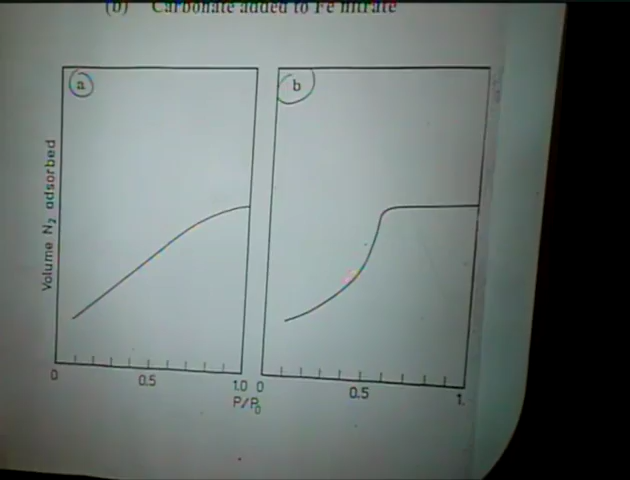 (b) Carbonate added to Fe nitrate
a
b
Volume N2 adsorbed
0
0.5
1.0
0
0.5
1.
P/P0